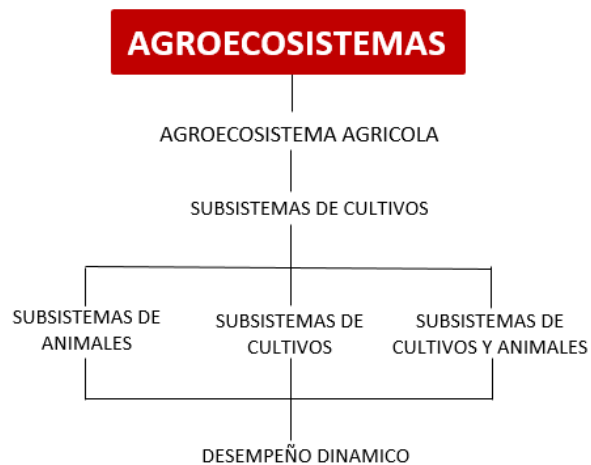 AGROECOSISTEMAS
AGROECOSISTEMA AGRICOLA
SUBSISTEMAS DE CULTIVOS
SUBSISTEMAS DE
ANIMALES
SUBSISTEMAS DE
CULTIVOS
SUBSISTEMAS DE
CULTIVOS Y ANIMALES
DESEMPEÑO DINAMICO